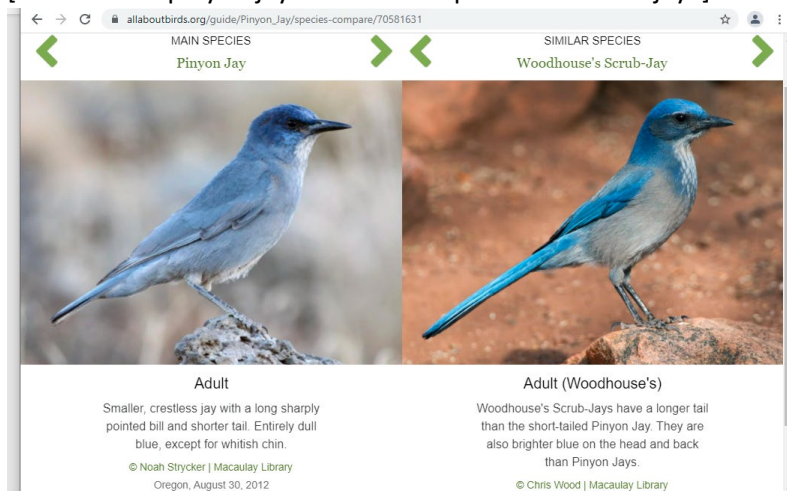 allaboutbirds.org/guide/Pinyon_Jay/species-compare/70581631
MAIN SPECIES
Pinyon Jay
SIMILAR SPECIES
Woodhouse's Scrub-Jay
Adult
Smaller, crestless jay with a long sharply
pointed bill and shorter tail. Entirely dull
blue, except for whitish chin.
© Noah Strycker | Macaulay Library
Oregon, August 30, 2012
Adult (Woodhouse's)
Woodhouse's Scrub-Jays have a longer tail
than the short-tailed Pinyon Jay. They are
also brighter blue on the head and back
than Pinyon Jays.
© Chris Wood | Macaulay Library